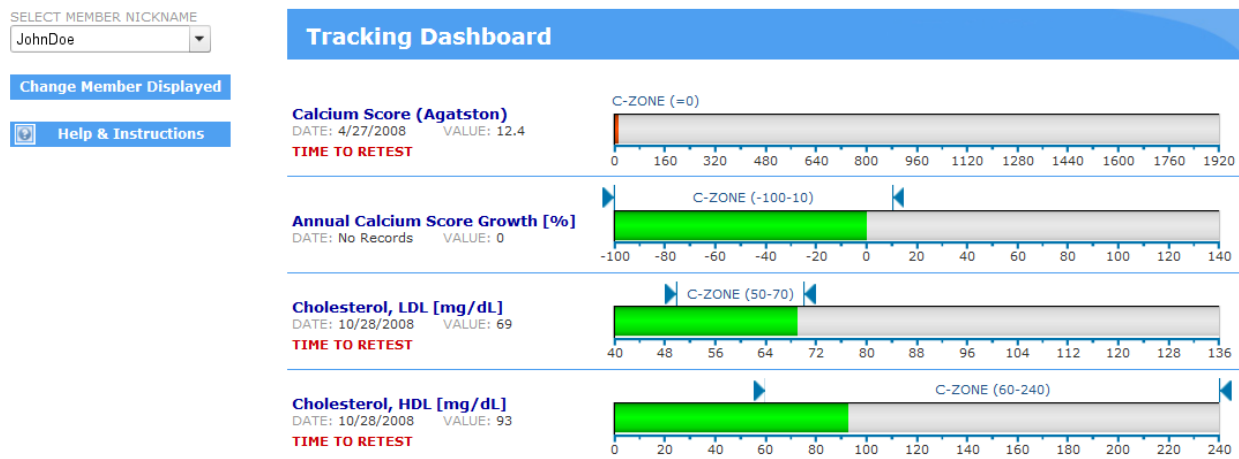 SELECT MEMBER NICKNAME
JohnDoe
Change Member Displayed
Help & Instructions
Tracking Dashboard
Calcium Score (Agatston)
DATE: 4/27/2008 VALUE: 12.4
TIME TO RETEST
C-ZONE (=0)
0 160 320 480 640 800 960 1120 1280 1440 1600 1760 1920
Annual Calcium Score Growth [%]
DATE: No Records VALUE: 0
C-ZONE (-100-10)
-100 -80 -60 -40 -20 0 20 40 60 80 100 120 140
Cholesterol, LDL [mg/dL]
DATE: 10/28/2008 VALUE: 69
TIME TO RETEST
C-ZONE (50-70)
40 48 56 64 72 80 88 96 104 112 120 128 136
Cholesterol, HDL [mg/dL]
DATE: 10/28/2008 VALUE: 93
TIME TO RETEST
C-ZONE (60-240)
0 20 40 60 80 100 120 140 160 180 200 220 240